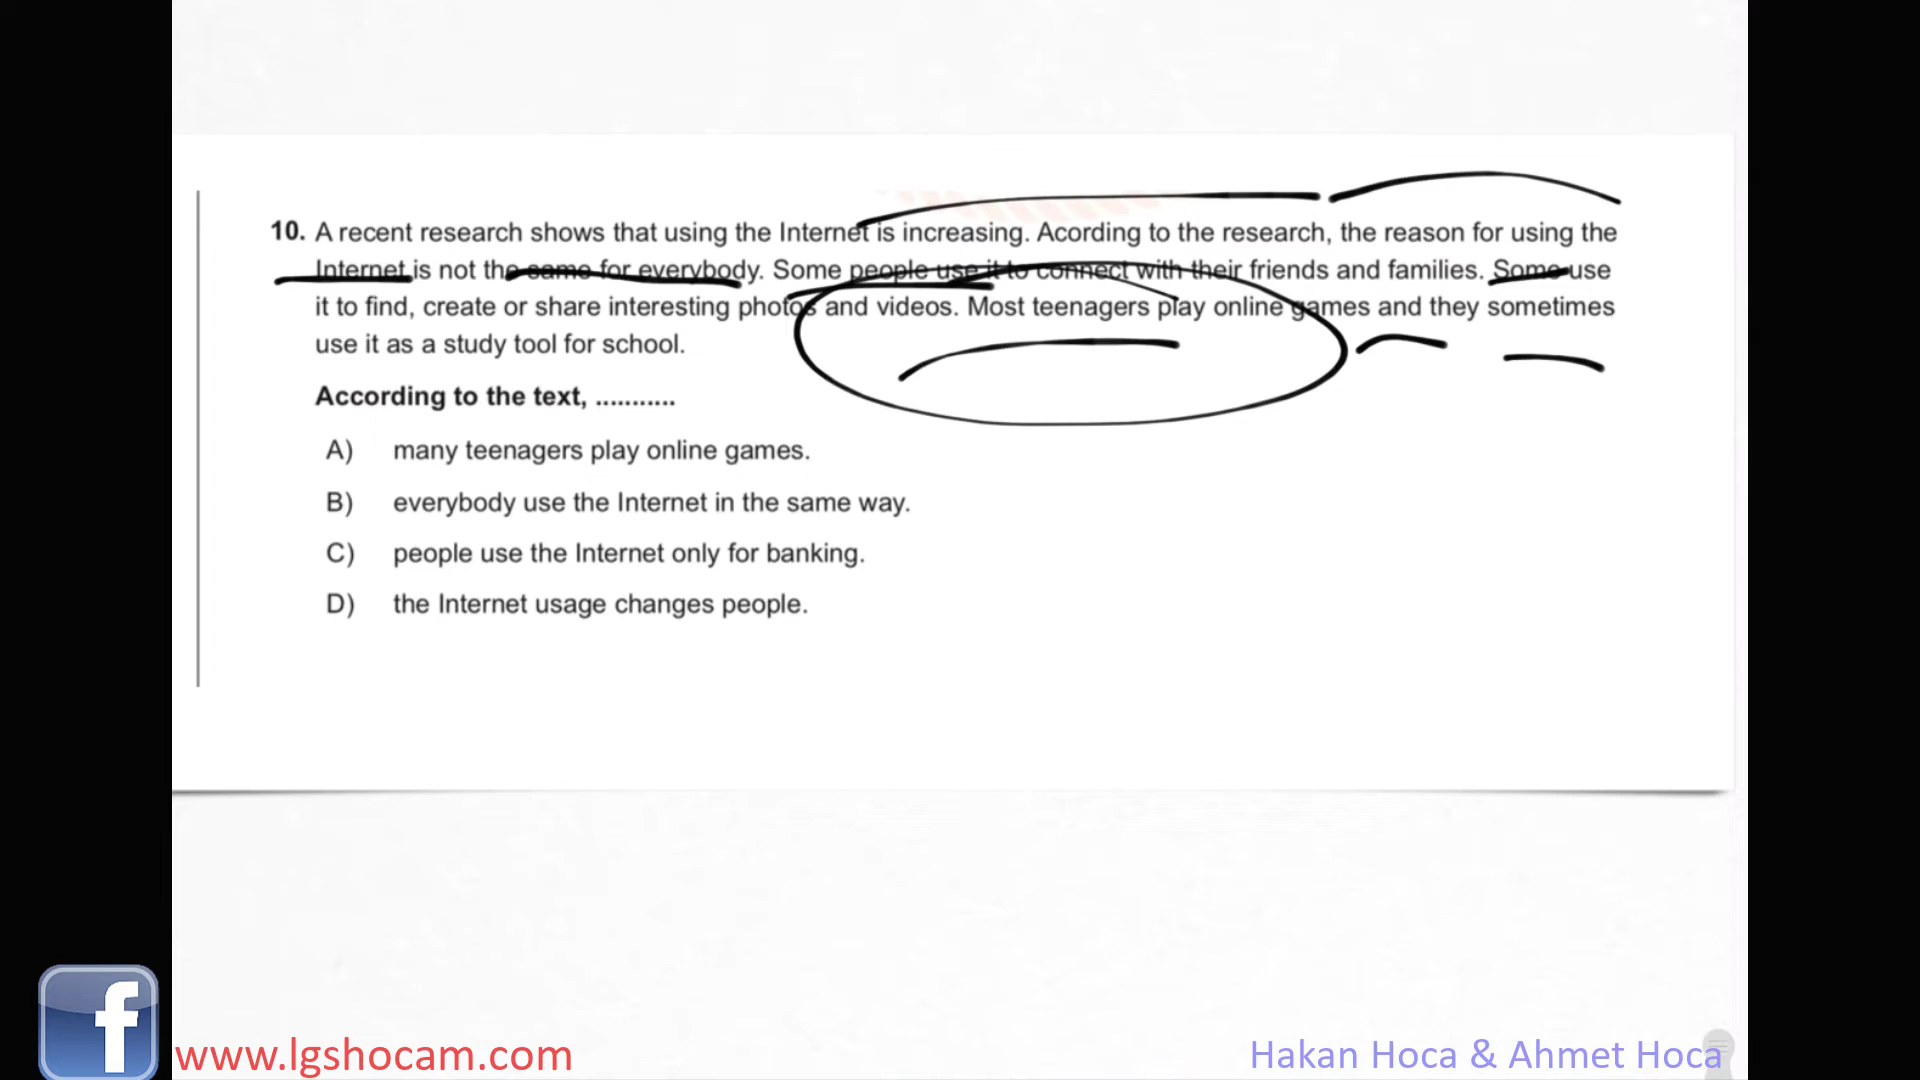 10. A recent research shows that using the Internet is increasing. Acording to the research, the reason for using the
Internet is not the same for everybody. Some people use it to connect with their friends and families. Some use
it to find, create or share interesting photos and videos. Most teenagers play online games and they sometimes
use it as a study tool for school.
According to the text, ...........
A) many teenagers play online games.
B) everybody use the Internet in the same way.
C) people use the Internet only for banking.
D) the Internet usage changes people.
f
www.lgshocam.com
Hakan Hoca & Ahmet Hoca